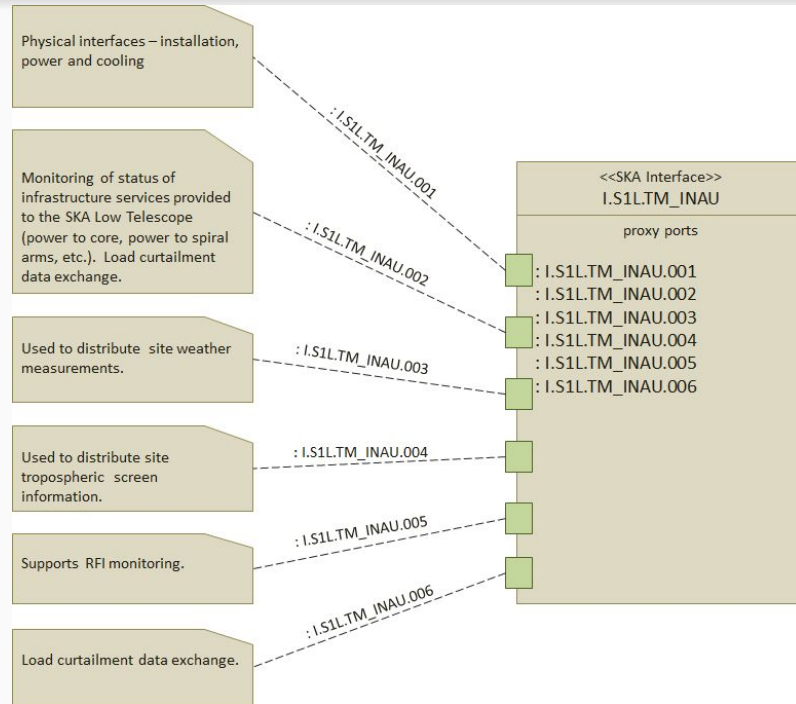 Physical interfaces – installation,
power and cooling
: I.S1L.TM_INAU.001
Monitoring of status of
infrastructure services provided
to the SKA Low Telescope
(power to core, power to spiral
arms, etc.). Load curtailment
data exchange.
: I.S1L.TM_INAU.002
Used to distribute site weather
measurements.
: I.S1L.TM_INAU.003
Used to distribute site
tropospheric screen
information.
: I.S1L.TM_INAU.004
Supports RFI monitoring.
: I.S1L.TM_INAU.005
Load curtailment data exchange.
: I.S1L.TM_INAU.006
<<SKA Interface>>
I.S1L.TM_INAU
proxy ports
: I.S1L.TM_INAU.001
: I.S1L.TM_INAU.002
: I.S1L.TM_INAU.003
: I.S1L.TM_INAU.004
: I.S1L.TM_INAU.005
: I.S1L.TM_INAU.006